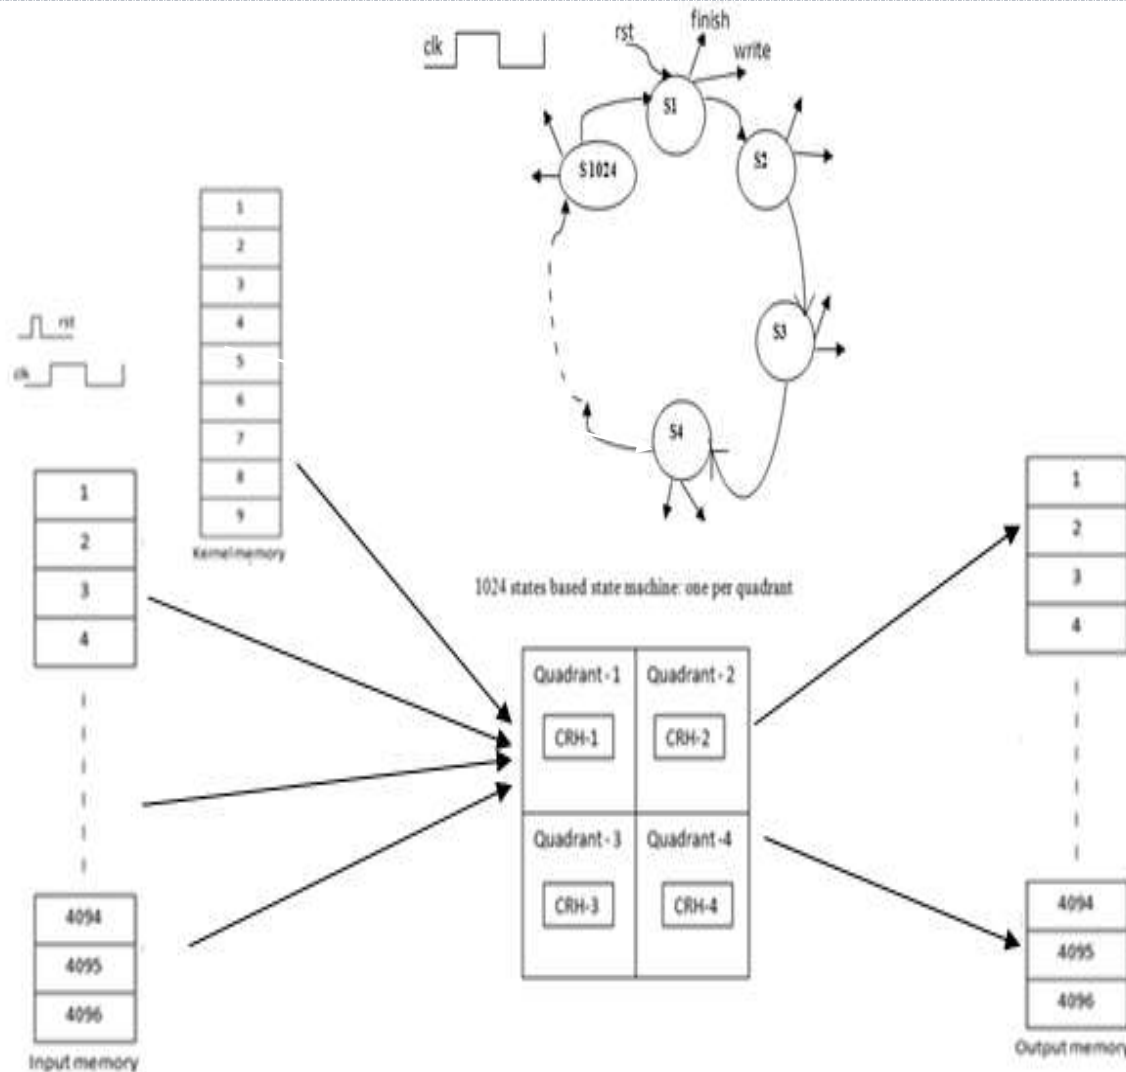 clk
rst
finish
write
S1
S2
S3
S4
S1024
1024 states based state machine: one per quadrant
rst
clk
1
2
3
4
5
6
7
8
9
Kernel memory
1
2
3
4
4094
4095
4096
Input memory
Quadrant - 1
CRH-1
Quadrant - 2
CRH-2
Quadrant - 3
CRH-3
Quadrant -4
CRH-4
1
2
3
4
4094
4095
4096
Output memory